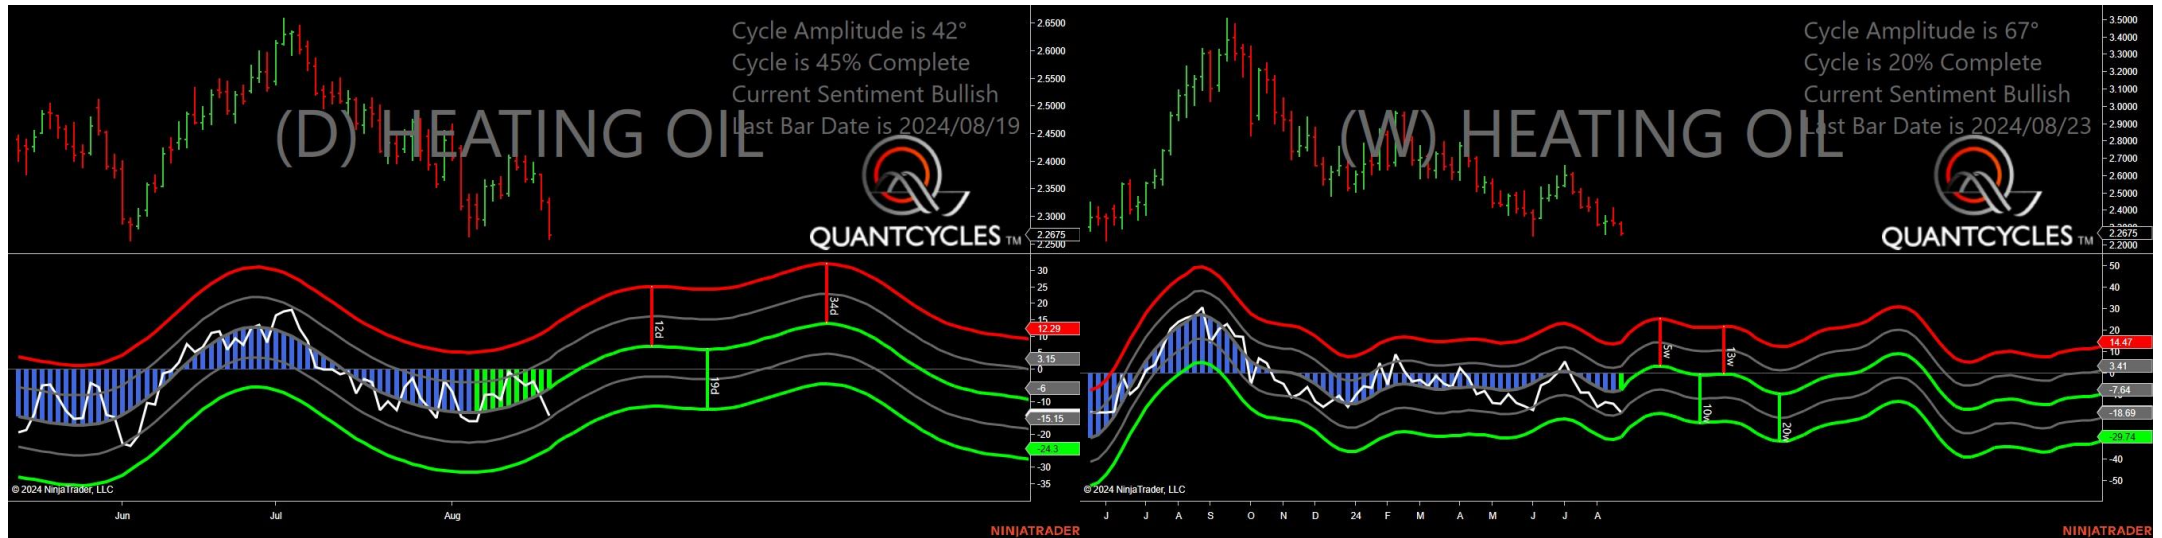 Cycle Amplitude is 42°
Cycle is 45% Complete
Current Sentiment Bullish
Last Bar Date is 2024/08/19
(D) HEATING OIL
QUANTCYCLES TM
2.6500
2.6000
2.5500
2.5000
2.4500
2.4000
2.3500
2.3000
2.2675
2.2500
12d
19d
34d
30
25
20
15
12.29
10
5
3.15
0
-6
-10
-15.15
-20
-24.3
-30
-35
© 2024 NinjaTrader, LLC
Jun
Jul
Aug
NINJATRADER
Cycle Amplitude is 67°
Cycle is 20% Complete
Current Sentiment Bullish
Last Bar Date is 2024/08/23
(W) HEATING OIL
QUANTCYCLES TM
3.5000
3.4000
3.3000
3.2000
3.1000
3.0000
2.9000
2.8000
2.7000
2.6000
2.5000
2.4000
2.2675
2.2000
5w
10w
13w
20w
50
40
30
20
14.47
10
3.41
0
-7.64
-18.69
-29.74
-40
-50
© 2024 NinjaTrader, LLC
J
J
A
S
O
N
D
24
F
M
A
M
J
J
A
NINJATRADER